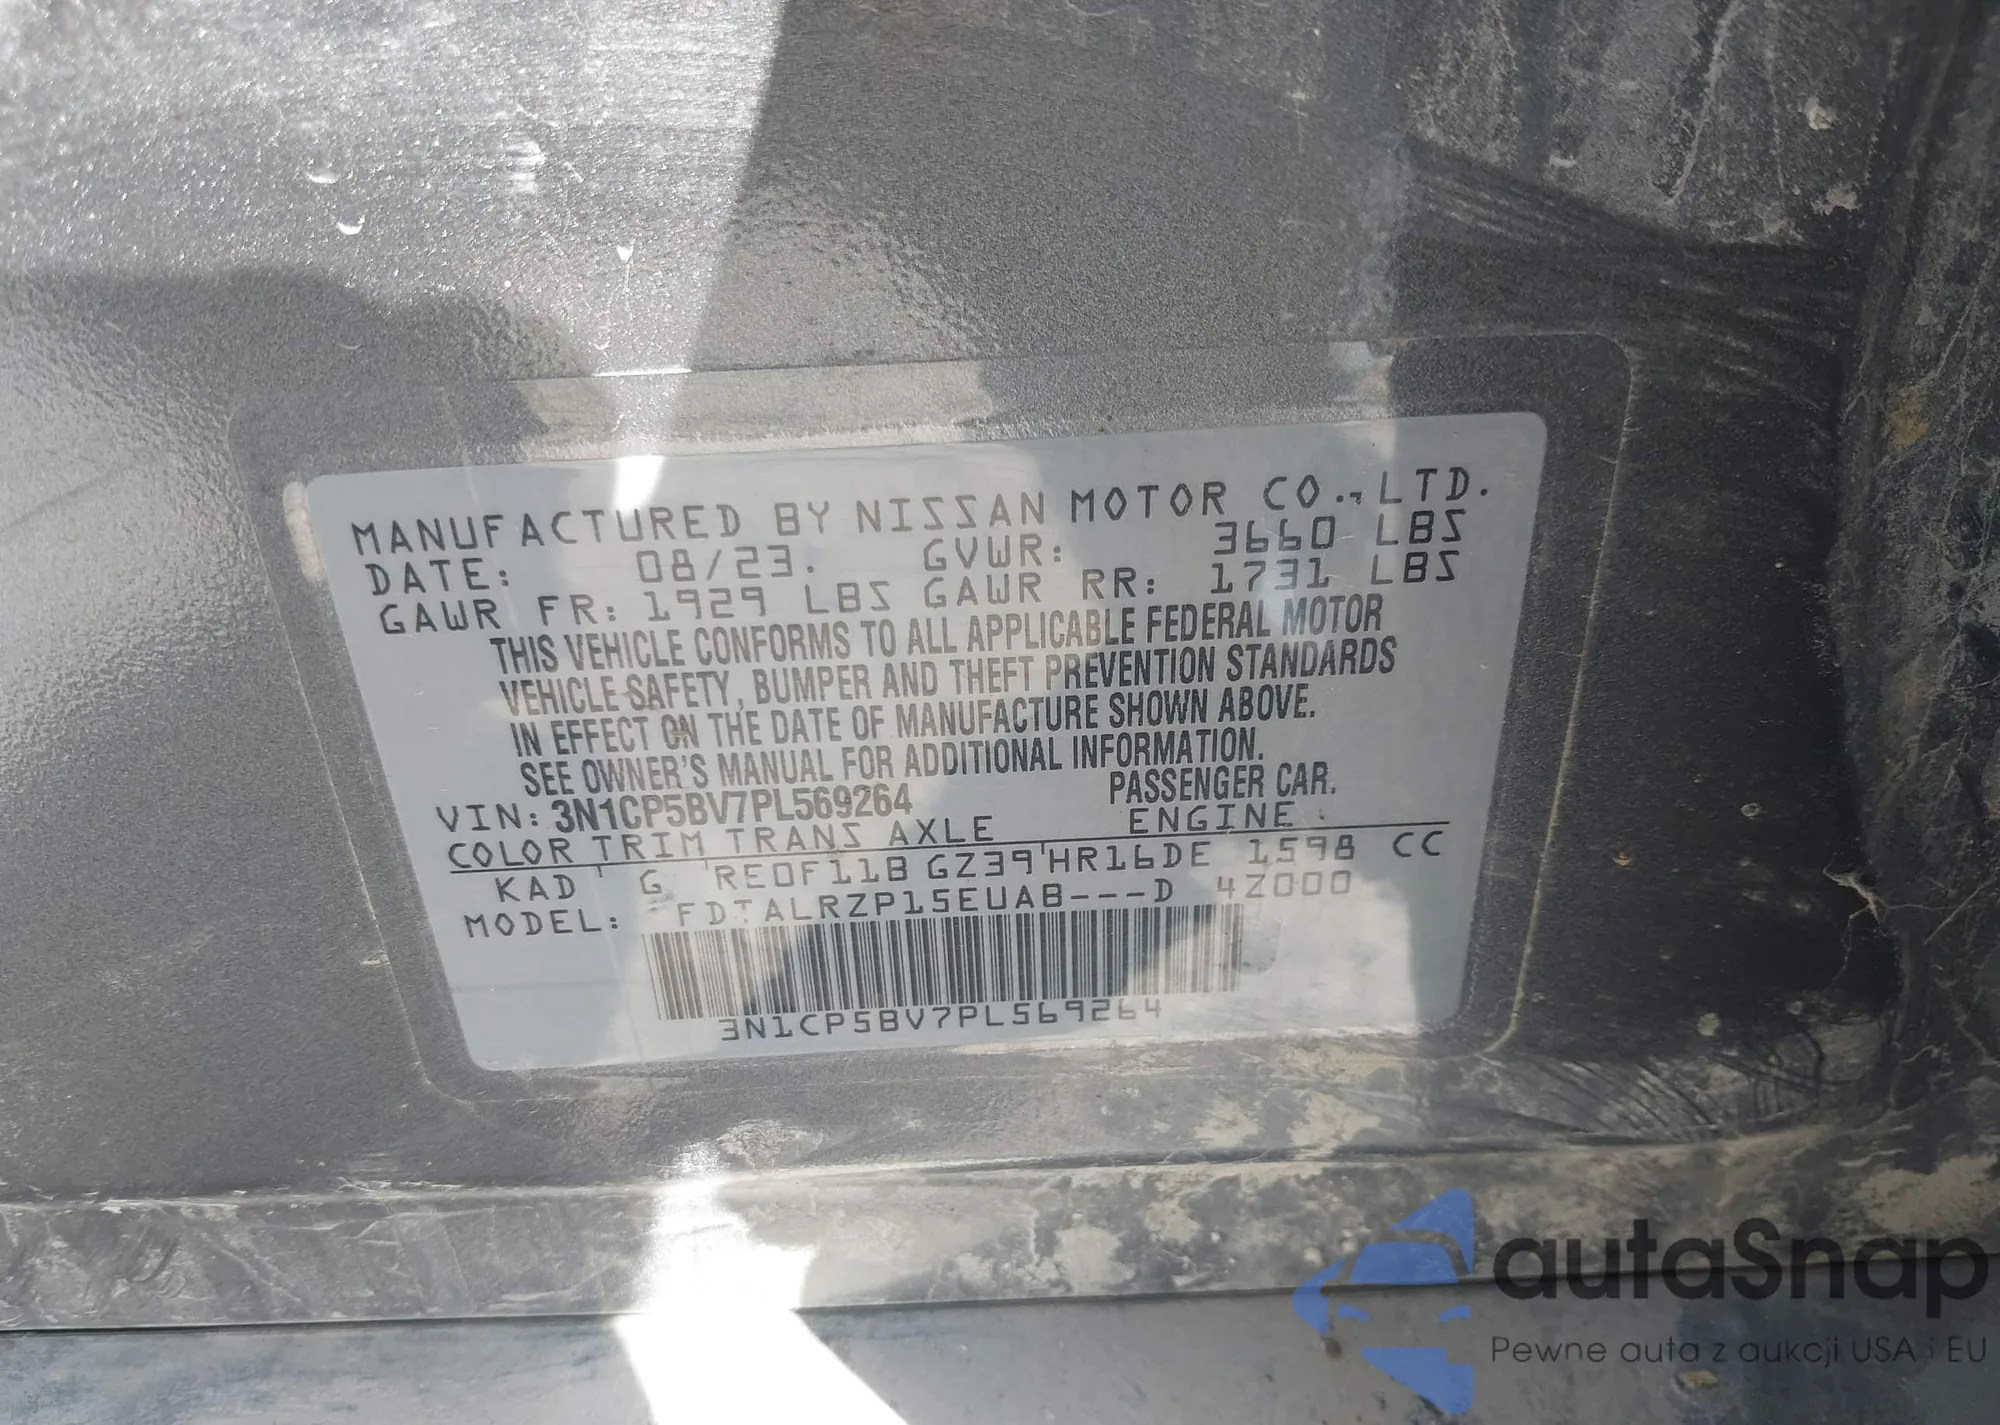 MANUFACTURED BY NISSAN MOTOR CO., LTD.
DATE: 08/23. GVWR: 3660 LBS
GAWR FR: 1929 LBS GAWR RR: 1731 LBS
THIS VEHICLE CONFORMS TO ALL APPLICABLE FEDERAL MOTOR
VEHICLE SAFETY, BUMPER AND THEFT PREVENTION STANDARDS
IN EFFECT ON THE DATE OF MANUFACTURE SHOWN ABOVE.
SEE OWNER'S MANUAL FOR ADDITIONAL INFORMATION.
VIN: 3N1CP5BV7PL569264 PASSENGER CAR.
COLOR TRIM TRANS AXLE ENGINE
KAD G RE0F11B GZ39 HR16DE 1598 CC
MODEL: FDTALRZP15EUAB---D 4Z000
3N1CP5BV7PL569264
autaSnap
Pewne auta z aukcji USA i EU